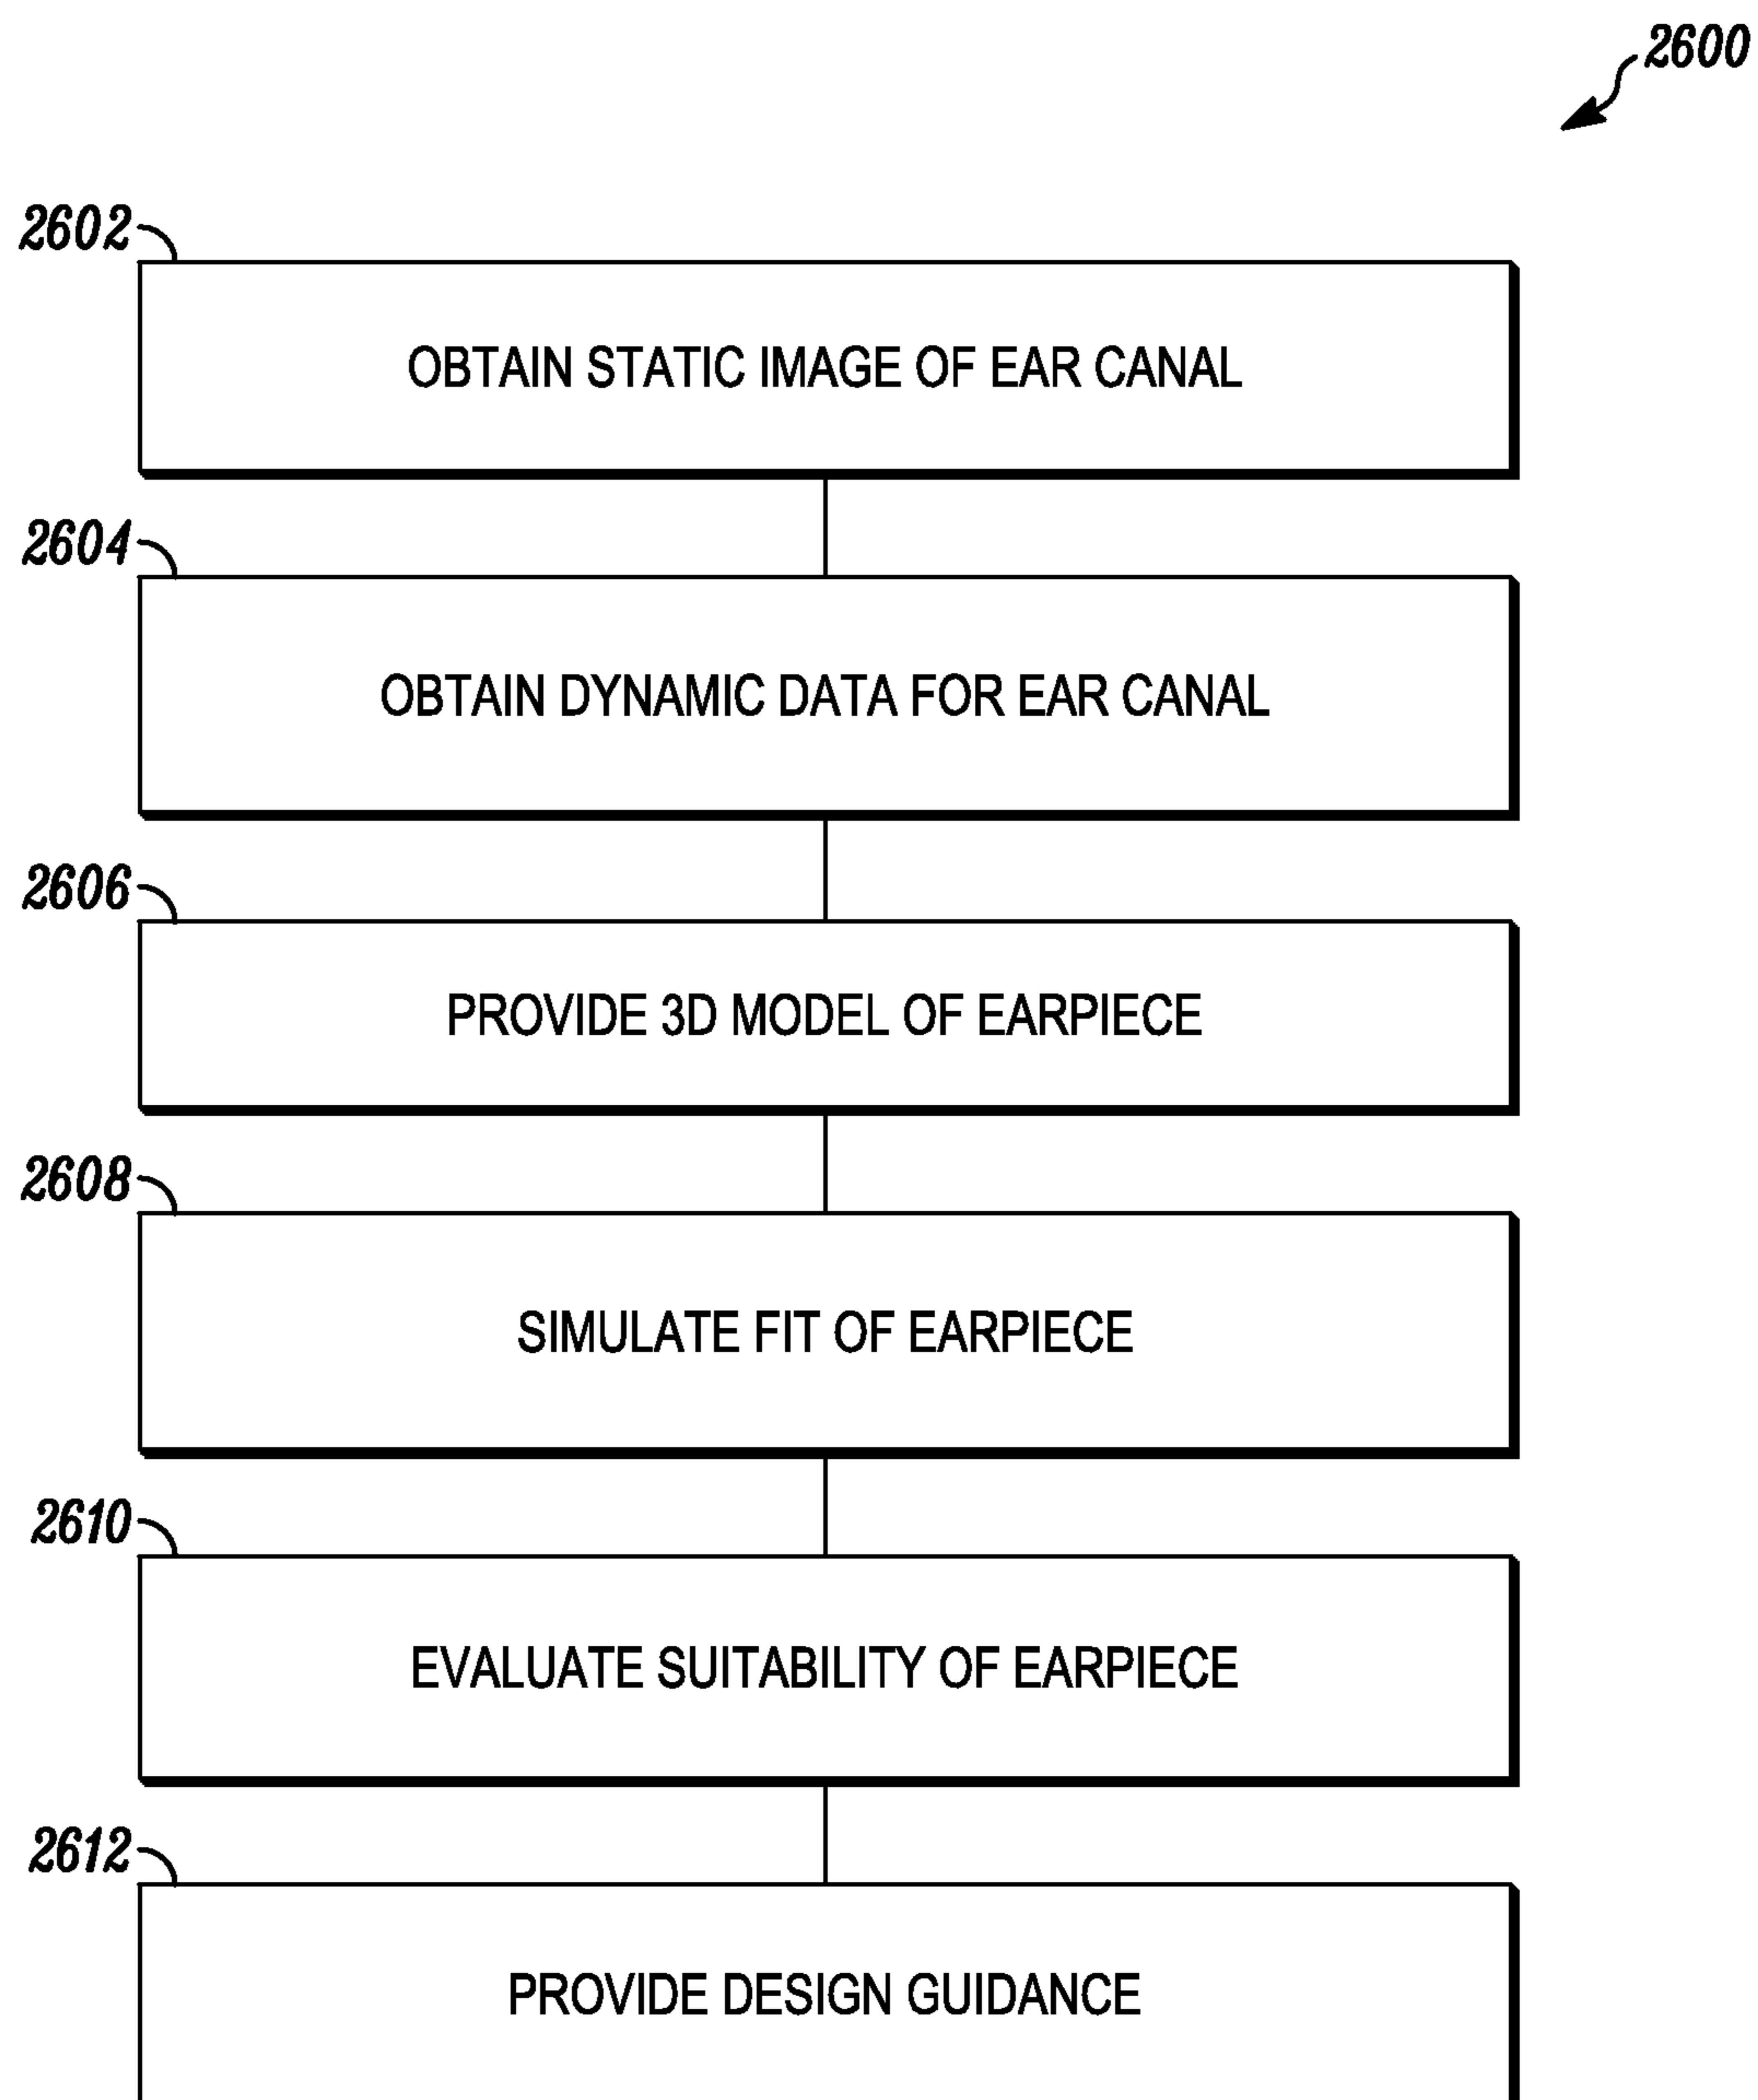 2600
2602
OBTAIN STATIC IMAGE OF EAR CANAL
2604
OBTAIN DYNAMIC DATA FOR EAR CANAL
2606
PROVIDE 3D MODEL OF EARPIECE
2608
SIMULATE FIT OF EARPIECE
2610
EVALUATE SUITABILITY OF EARPIECE
2612
PROVIDE DESIGN GUIDANCE